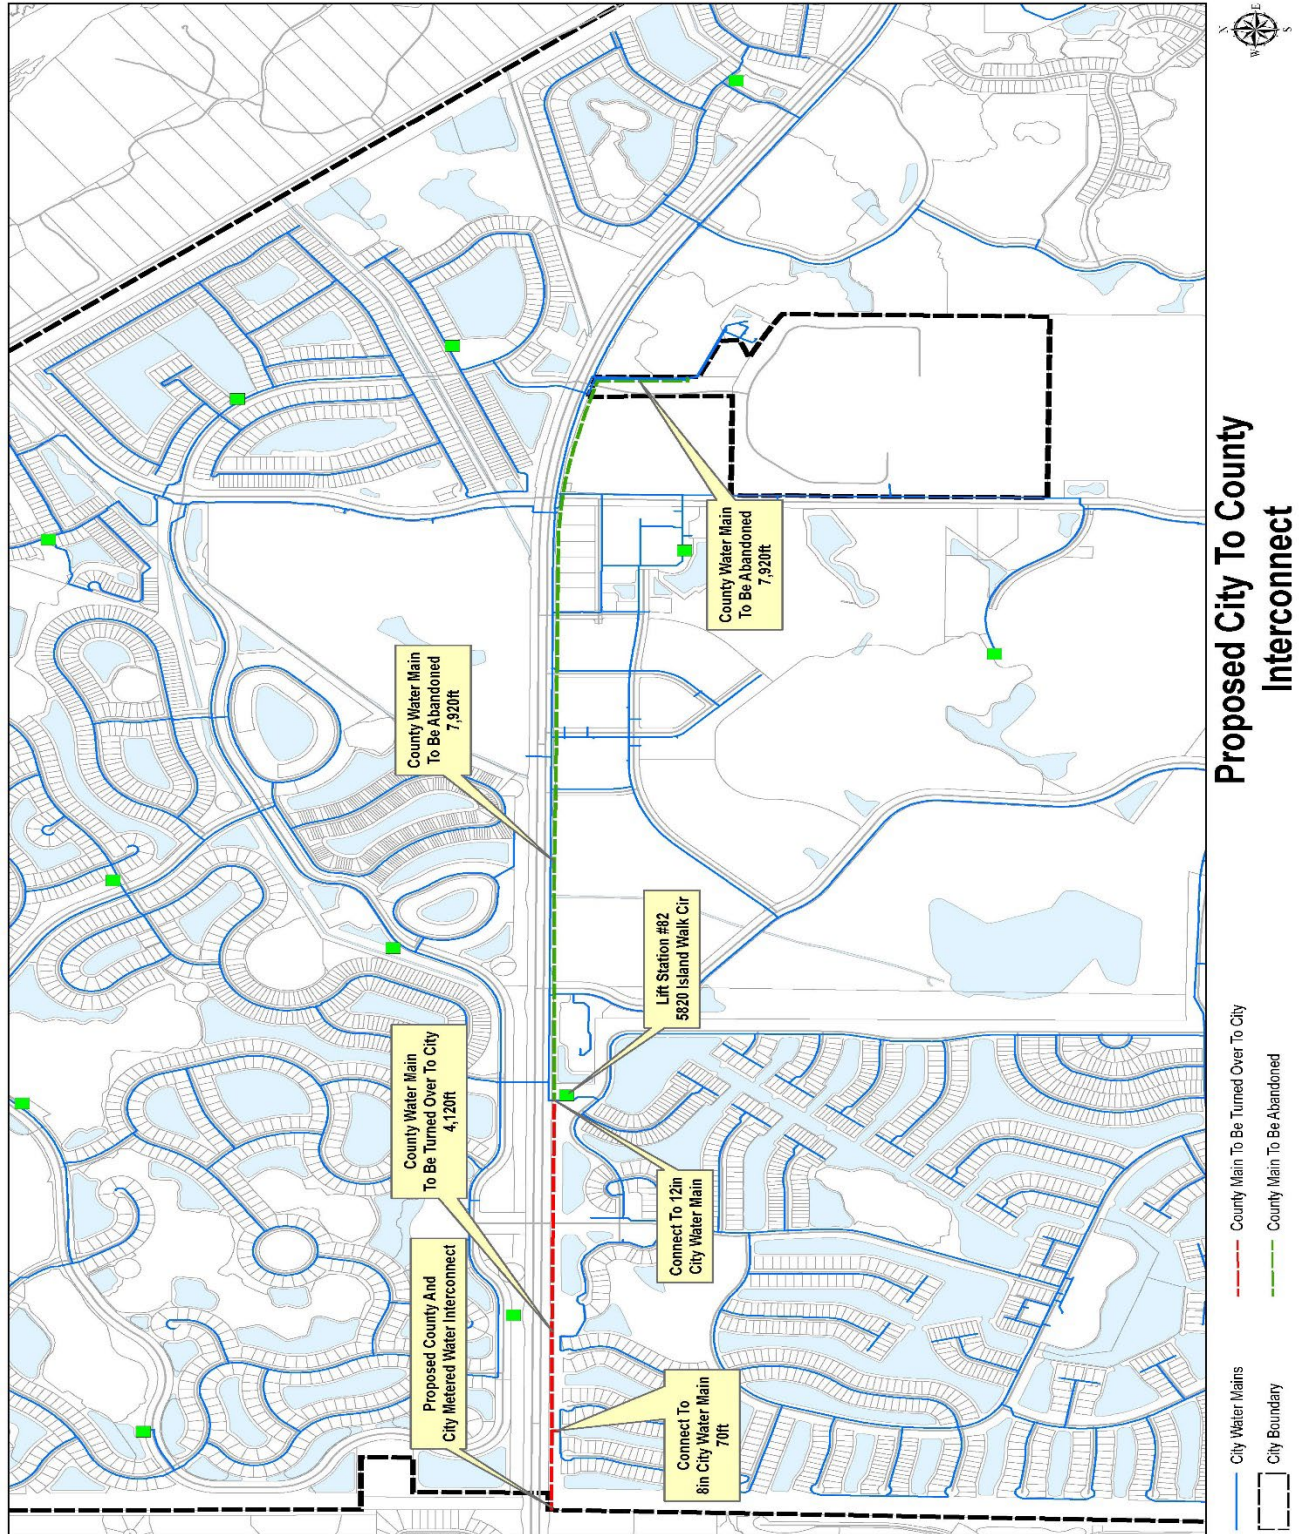 County Water Main
To Be Abandoned
7,920ft
County Water Main
To Be Turned Over To City
4,120ft
Proposed County And
City Metered Water Interconnect
County Water Main
To Be Abandoned
7,920ft
Lift Station #82
5820 Island Walk Cir
Connect To 12in
City Water Main
Connect To
8in City Water Main
70ft
Proposed City To County
Interconnect
City Water Mains
City Boundary
County Main To Be Turned Over To City
County Main To Be Abandoned
N
E
S
W